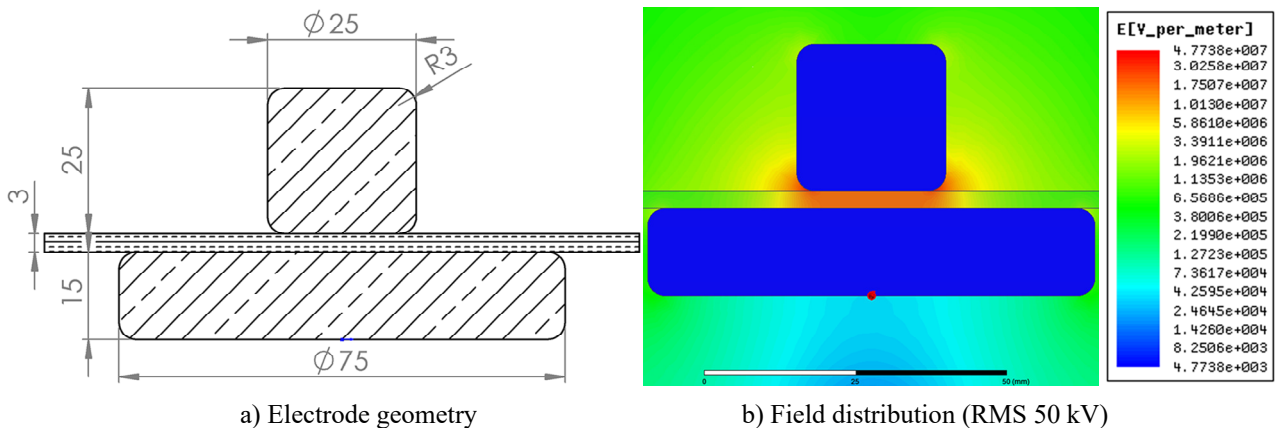 Ø25
R3
25
3
15
Ø75
E[V_per_meter]
4.7738e+007
3.0258e+007
1.7507e+007
1.0130e+007
5.8610e+006
3.3911e+006
1.9621e+006
1.1353e+006
6.5686e+005
3.8006e+005
2.1990e+005
1.2723e+005
7.3617e+004
4.2595e+004
2.4645e+004
1.4260e+004
8.2506e+003
4.7738e+003
0 25 50 (mm)
a) Electrode geometry
b) Field distribution (RMS 50 kV)